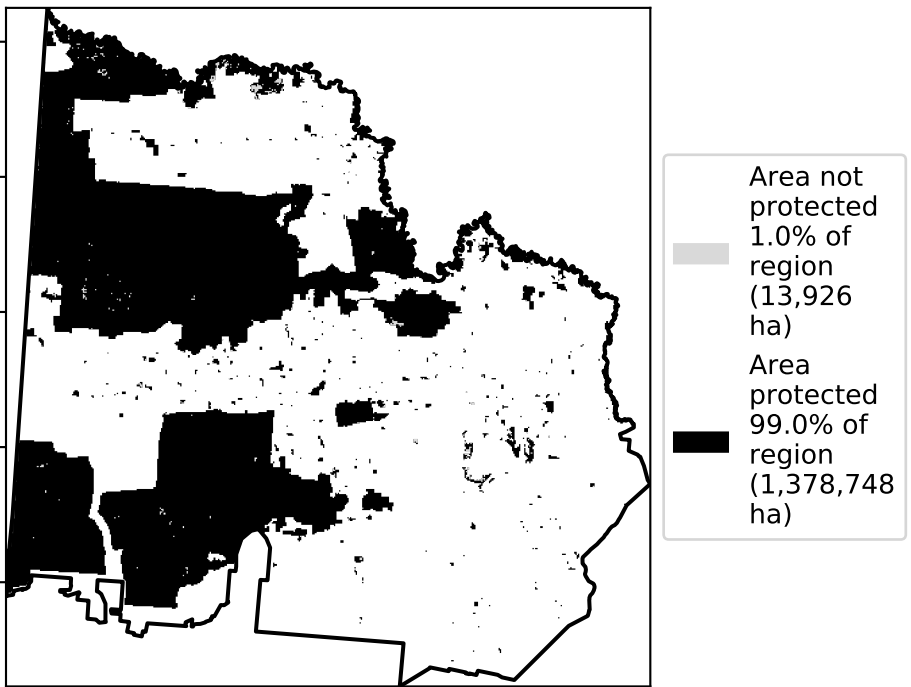 Area not
protected
1.0% of
region
(13,926
ha)
Area
protected
99.0% of
region
(1,378,748
ha)